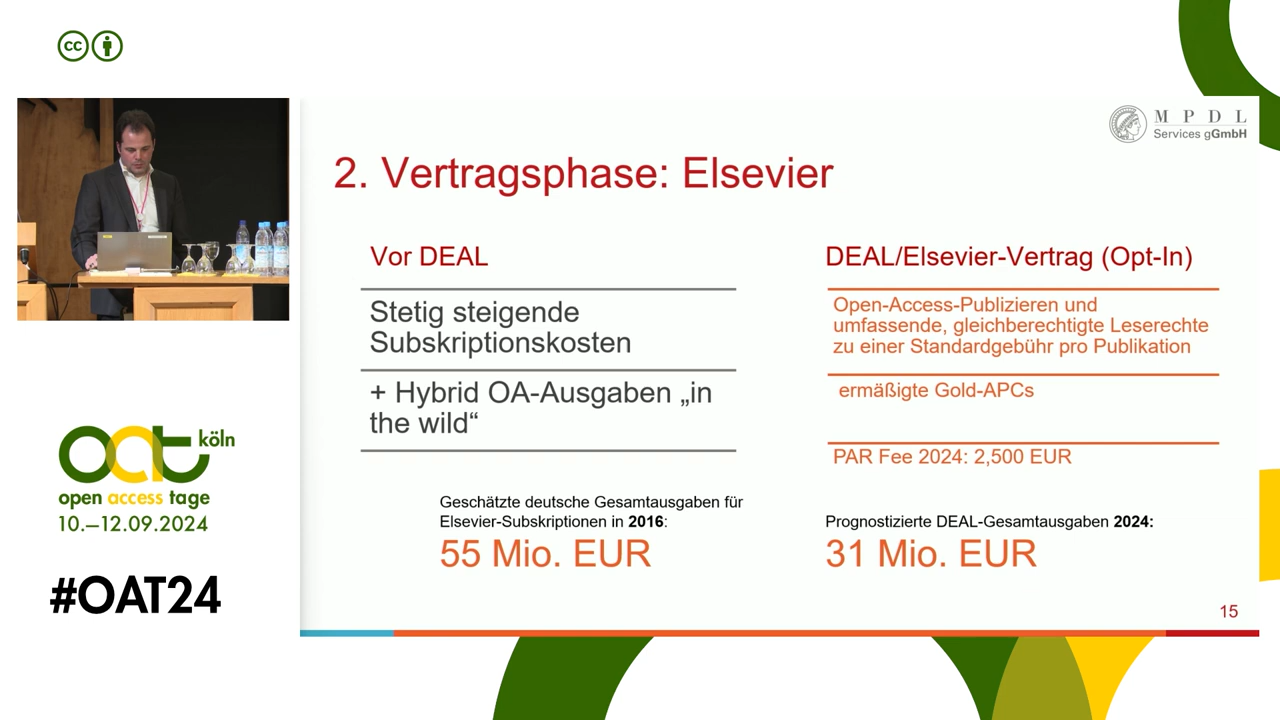 cc
MPDL
Services gGmbH
2. Vertragsphase: Elsevier
Vor DEAL
Stetig steigende
Subskriptionskosten
+ Hybrid OA-Ausgaben „in
the wild“
Geschätzte deutsche Gesamtausgaben für
Elsevier-Subskriptionen in 2016:
55 Mio. EUR
DEAL/Elsevier-Vertrag (Opt-In)
Open-Access-Publizieren und
umfassende, gleichberechtigte Leserechte
zu einer Standardgebühr pro Publikation
ermäßigte Gold-APCs
PAR Fee 2024: 2,500 EUR
Prognostizierte DEAL-Gesamtausgaben 2024:
31 Mio. EUR
15
oat köln
open access tage
10.–12.09.2024
#OAT24